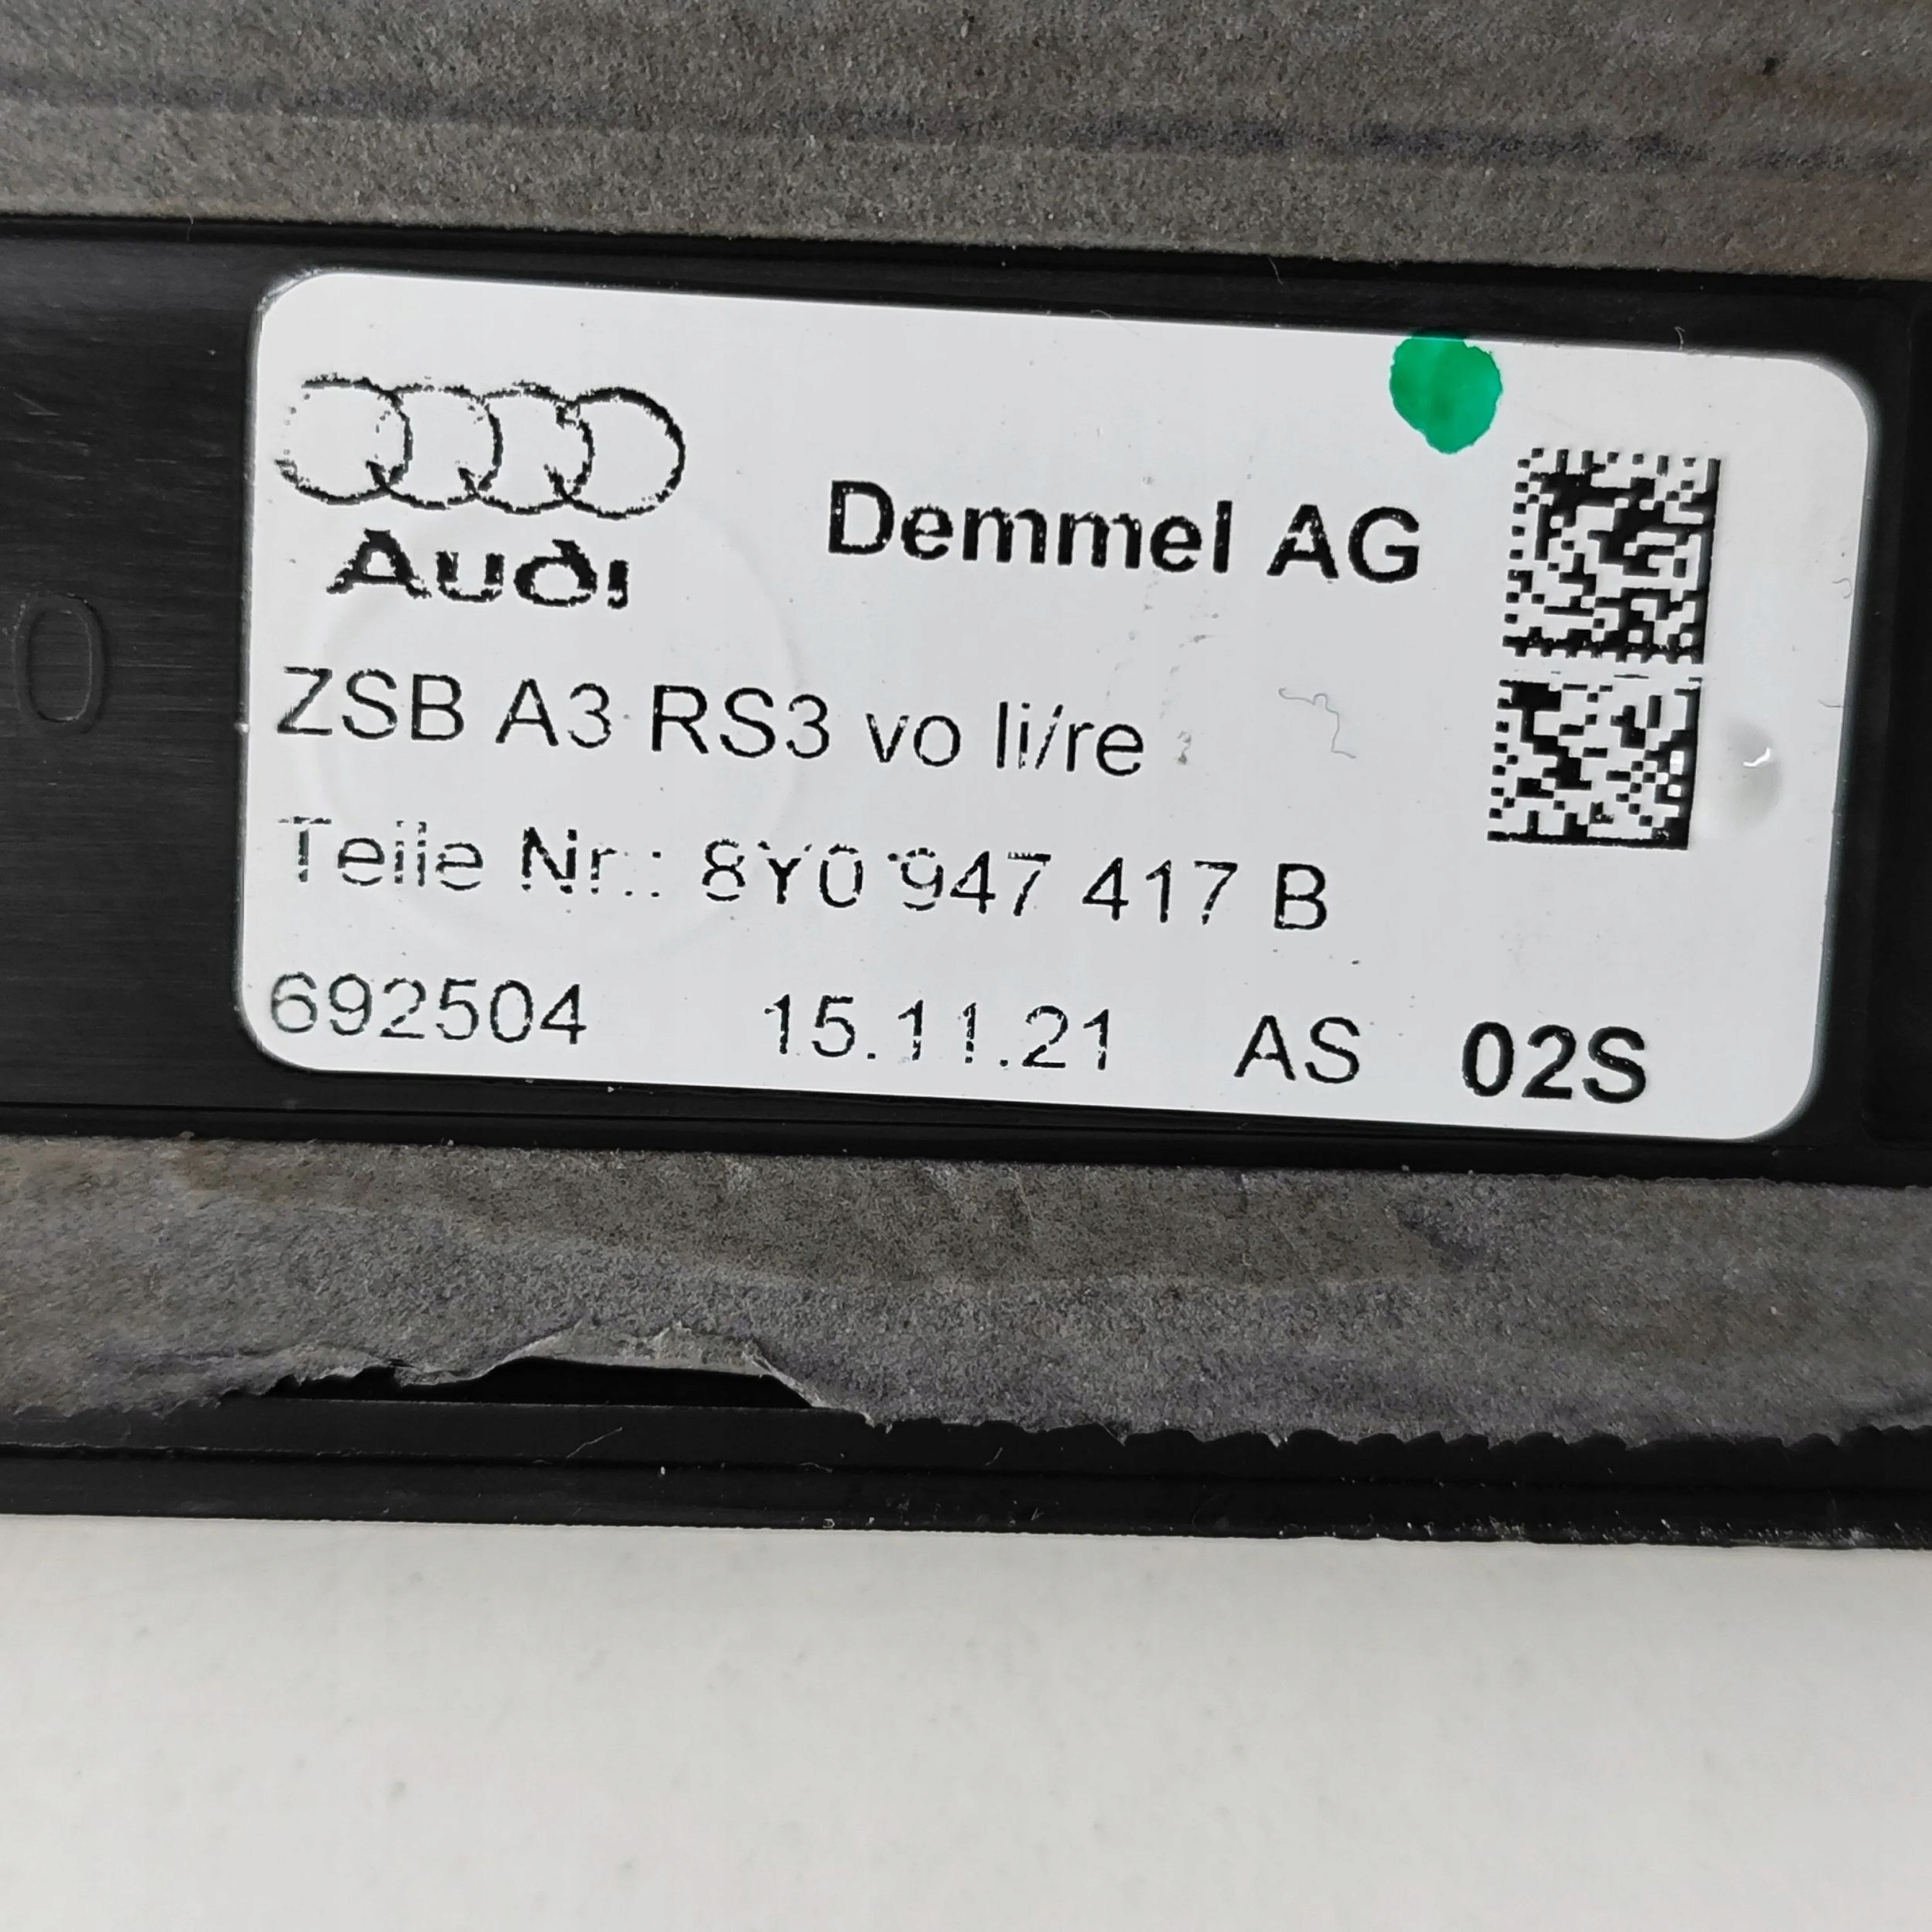 Audi
Demmel AG
ZSB A3 RS3 vo li/re
Teile Nr.: 8Y0 947 417 B
692504 15.11.21 AS 02S
0